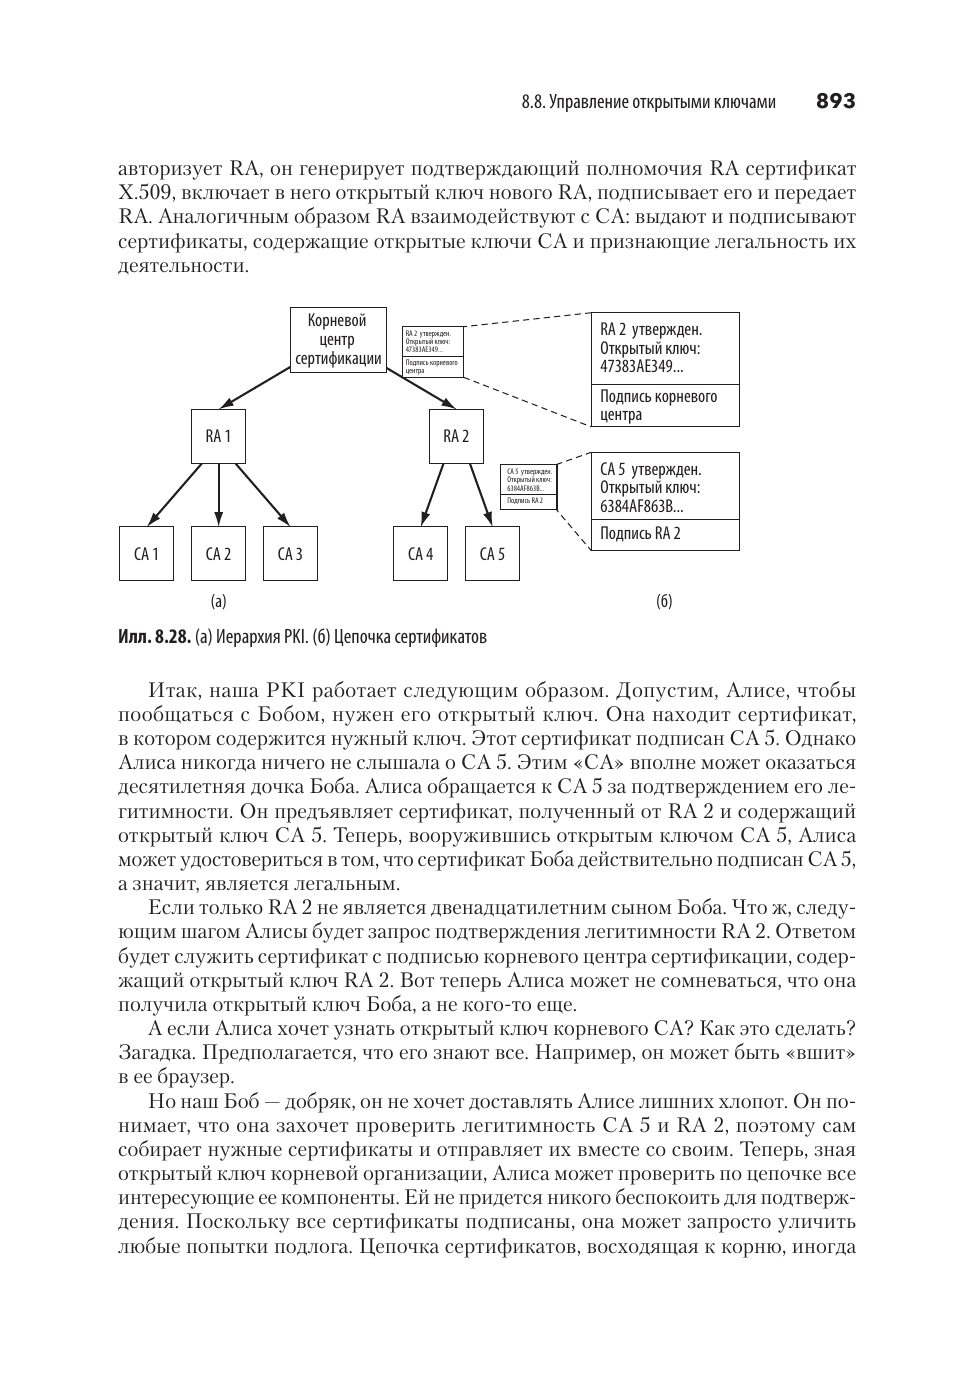 8.8. Управление открытыми ключами 893
авторизует RA, он генерирует подтверждающий полномочия RA сертификат
X.509, включает в него открытый ключ нового RA, подписывает его и передает
RA. Аналогичным образом RA взаимодействуют с CA: выдают и подписывают
сертификаты, содержащие открытые ключи CA и признающие легальность их
деятельности.
Корневой
центр
сертификации
RA 2 утвержден.
Открытый ключ:
47383AE349...
Подпись корневого
центра
RA 2 утвержден.
Открытый ключ:
47383AE349...
Подпись корневого
центра
RA 1
RA 2
CA 5 утвержден.
Открытый ключ:
6384AF863B...
Подпись RA 2
CA 5 утвержден.
Открытый ключ:
6384AF863B...
Подпись RA 2
CA 1
CA 2
CA 3
CA 4
CA 5
(а)
(б)
Илл. 8.28. (а) Иерархия PKI. (б) Цепочка сертификатов
Итак, наша PKI работает следующим образом. Допустим, Алисе, чтобы
пообщаться с Бобом, нужен его открытый ключ. Она находит сертификат,
в котором содержится нужный ключ. Этот сертификат подписан CA 5. Однако
Алиса никогда ничего не слышала о CA 5. Этим «CA» вполне может оказаться
десятилетняя дочка Боба. Алиса обращается к CA 5 за подтверждением его ле-
гитимности. Он предъявляет сертификат, полученный от RA 2 и содержащий
открытый ключ CA 5. Теперь, вооружившись открытым ключом CA 5, Алиса
может удостовериться в том, что сертификат Боба действительно подписан CA 5,
а значит, является легальным.
Если только RA 2 не является двенадцатилетним сыном Боба. Что ж, следу-
ющим шагом Алисы будет запрос подтверждения легитимности RA 2. Ответом
будет служить сертификат с подписью корневого центра сертификации, содер-
жащий открытый ключ RA 2. Вот теперь Алиса может не сомневаться, что она
получила открытый ключ Боба, а не кого-то еще.
А если Алиса хочет узнать открытый ключ корневого CA? Как это сделать?
Загадка. Предполагается, что его знают все. Например, он может быть «вшит»
в ее браузер.
Но наш Боб — добряк, он не хочет доставлять Алисе лишних хлопот. Он по-
нимает, что она захочет проверить легитимность CA 5 и RA 2, поэтому сам
собирает нужные сертификаты и отправляет их вместе со своим. Теперь, зная
открытый ключ корневой организации, Алиса может проверить по цепочке все
интересующие ее компоненты. Ей не придется никого беспокоить для подтверж-
дения. Поскольку все сертификаты подписаны, она может запросто уличить
любые попытки подлога. Цепочка сертификатов, восходящая к корню, иногда